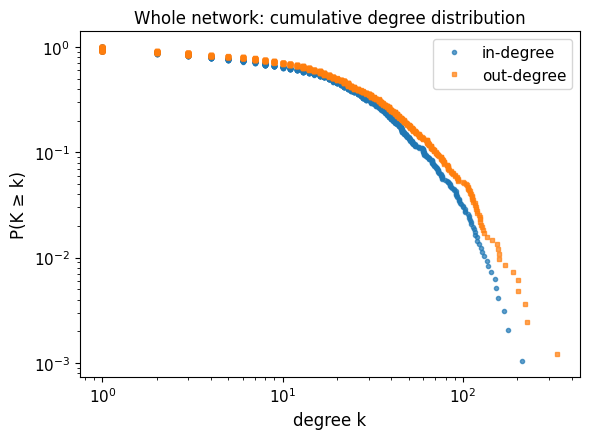 Whole network: cumulative degree distribution
in-degree
out-degree
P(K ≥ k)
10⁰
10⁻¹
10⁻²
10⁻³
10⁰
10¹
10²
degree k